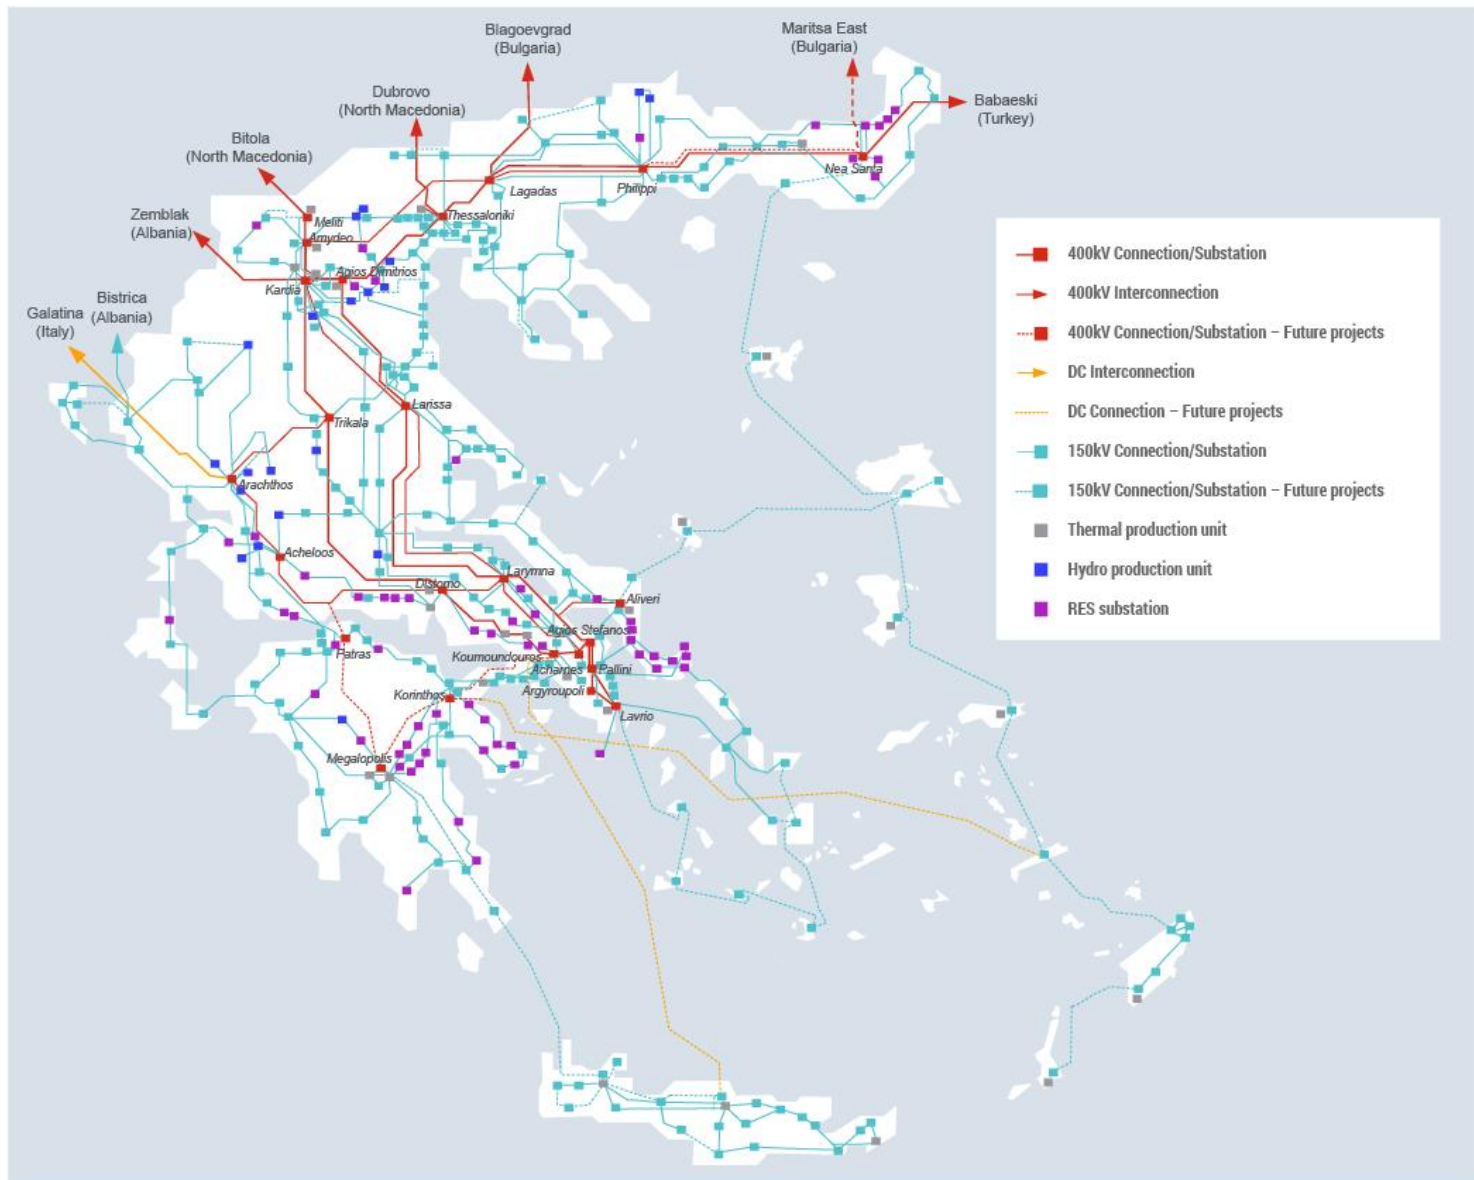 Blagoevgrad
(Bulgaria)
Maritsa East
(Bulgaria)
Dubrovo
(North Macedonia)
Babaeski
(Turkey)
Bitola
(North Macedonia)
Nea Santa
Lagadas
Philippi
Zemblak
(Albania)
Meliti
Thessaloniki
Amydeo
Agios Dimitrios
Kardia
Bistrica
(Albania)
Galatina
(Italy)
Larissa
Trikala
Arachthos
Acheloos
Larymna
Distomo
Aliveri
Agios Stefanos
Patras
Koumoundouros
Acharnes
Pallini
Argyroupoli
Korinthos
Lavrio
Megalopolis
400kV Connection/Substation
400kV Interconnection
400kV Connection/Substation – Future projects
DC Interconnection
DC Connection – Future projects
150kV Connection/Substation
150kV Connection/Substation – Future projects
Thermal production unit
Hydro production unit
RES substation